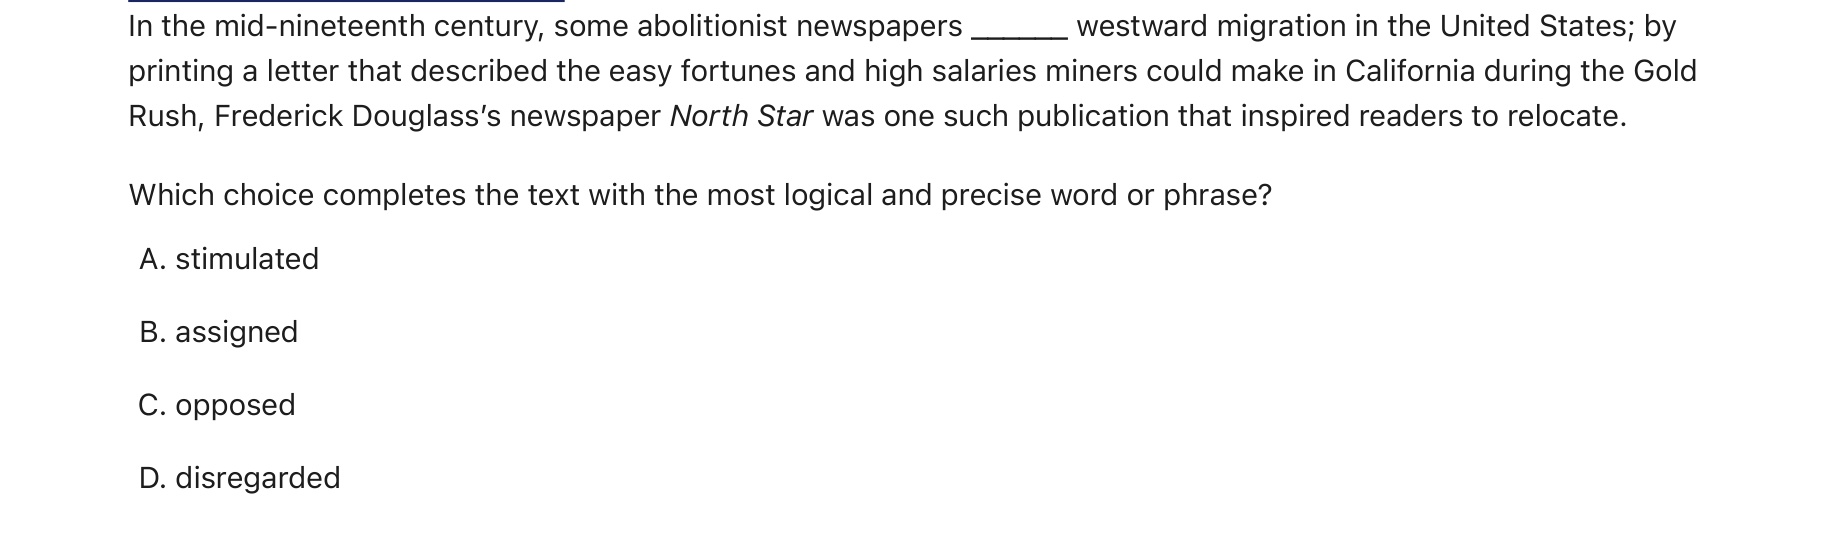 In the mid-nineteenth century, some abolitionist newspapers ______ westward migration in the United States; by
printing a letter that described the easy fortunes and high salaries miners could make in California during the Gold
Rush, Frederick Douglass’s newspaper North Star was one such publication that inspired readers to relocate.
Which choice completes the text with the most logical and precise word or phrase?
A. stimulated
B. assigned
C. opposed
D. disregarded